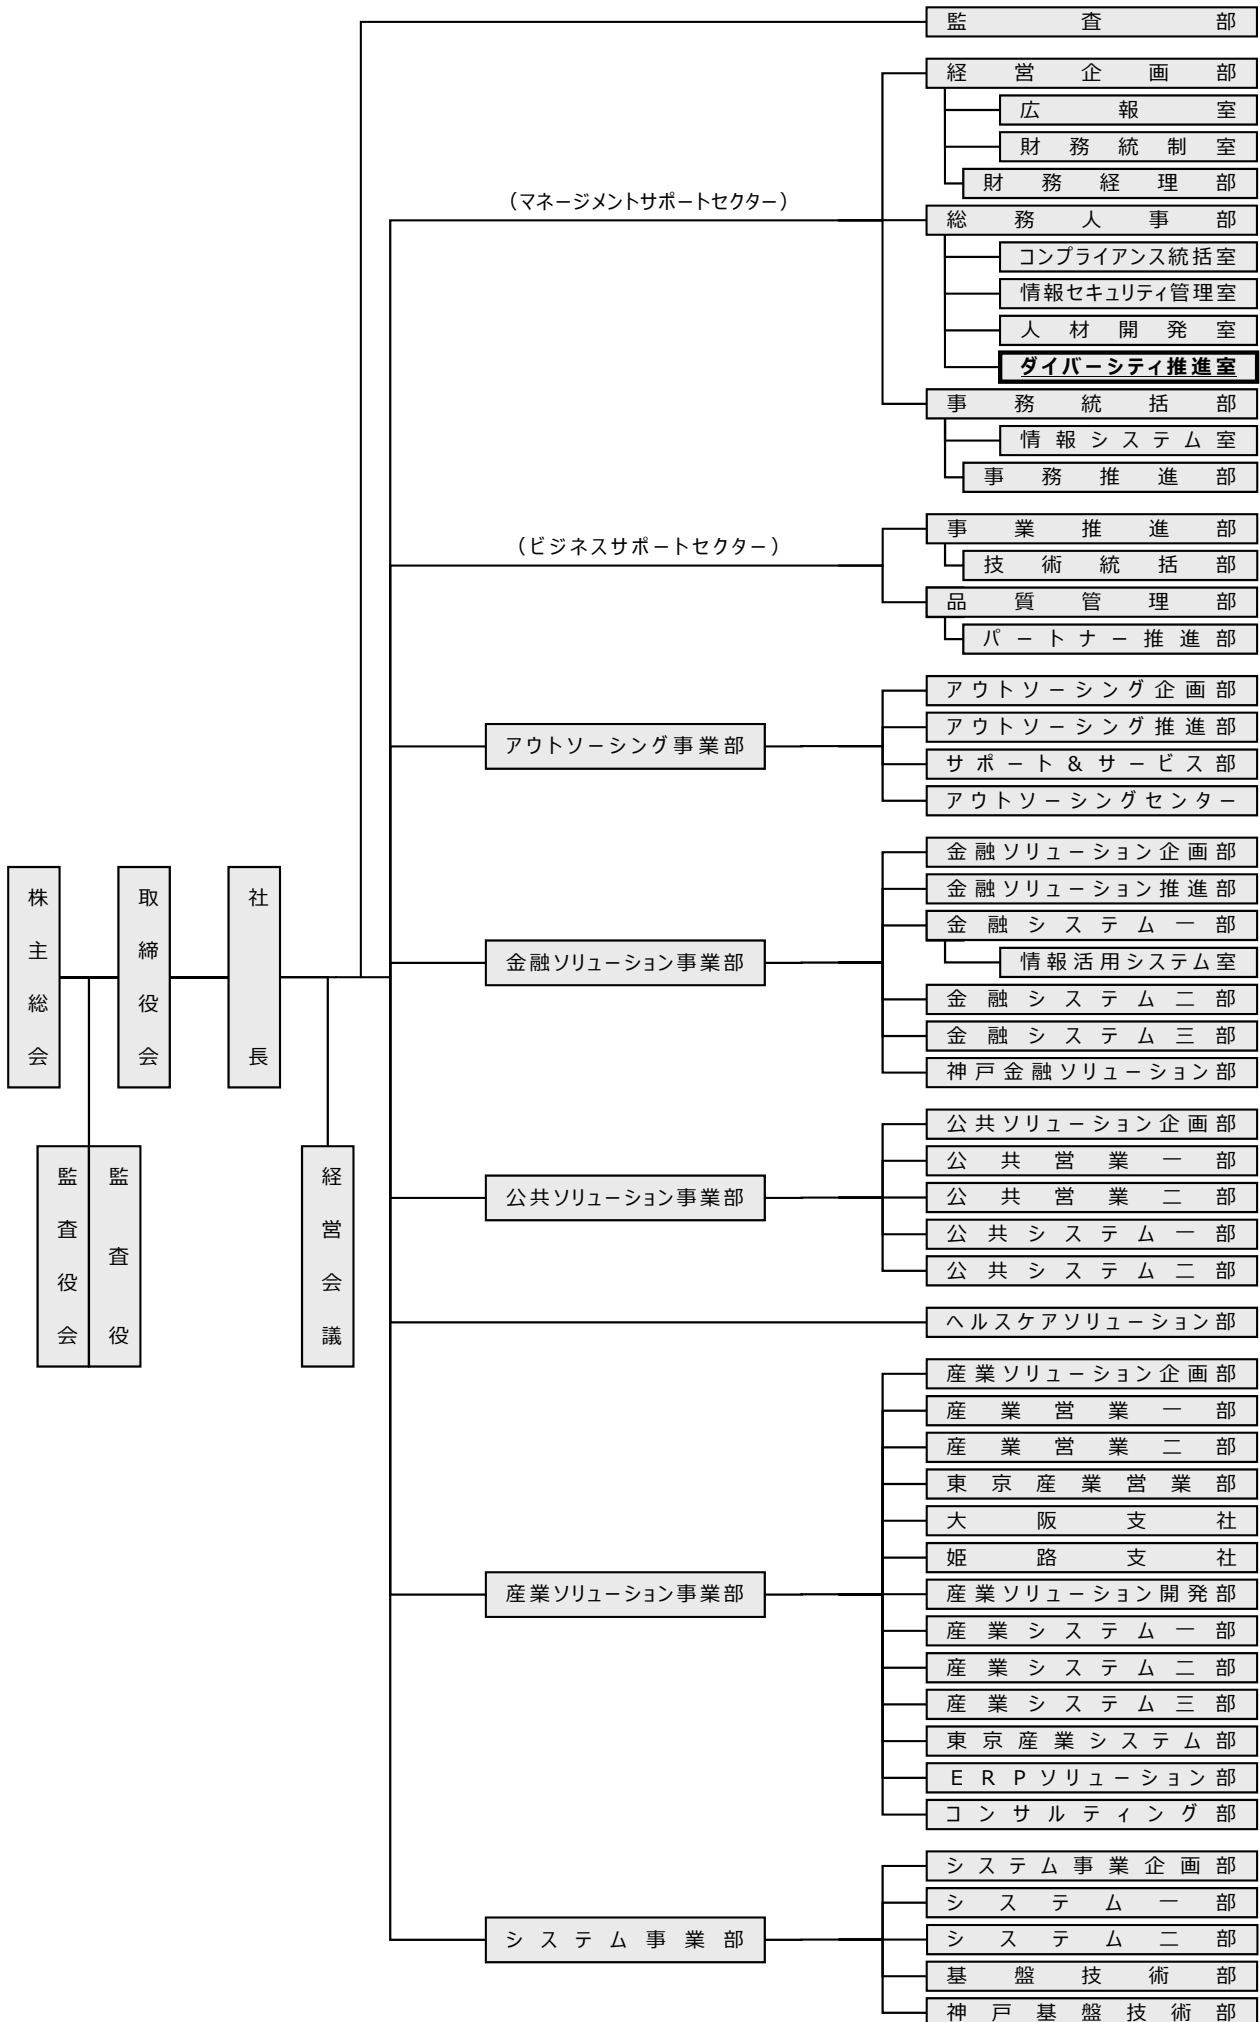 監査部
経営企画部
広報室
財務統制室
財務経理部
(マネージメントサポートセクター)
総務人事部
コンプライアンス統括室
情報セキュリティ管理室
人材開発室
ダイバーシティ推進室
事務統括部
情報システム室
事務推進部
(ビジネスサポートセクター)
事業推進部
技術統括部
品質管理部
パートナー推進部
アウトソーシング事業部
アウトソーシング企画部
アウトソーシング推進部
サポート&サービス部
アウトソーシングセンター
株主総会
取締役会
社長
監査役会
監査役
経営会議
金融ソリューション事業部
金融ソリューション企画部
金融ソリューション推進部
金融システム一部
情報活用システム室
金融システム二部
金融システム三部
神戸金融ソリューション部
公共ソリューション事業部
公共ソリューション企画部
公共営業一部
公共営業二部
公共システム一部
公共システム二部
ヘルスケアソリューション部
産業ソリューション事業部
産業ソリューション企画部
産業営業一部
産業営業二部
東京産業営業部
大阪支社
姫路支社
産業ソリューション開発部
産業システム一部
産業システム二部
産業システム三部
東京産業システム部
ERPソリューション部
コンサルティング部
システム事業部
システム事業企画部
システム一部
システム二部
基盤技術部
神戸基盤技術部